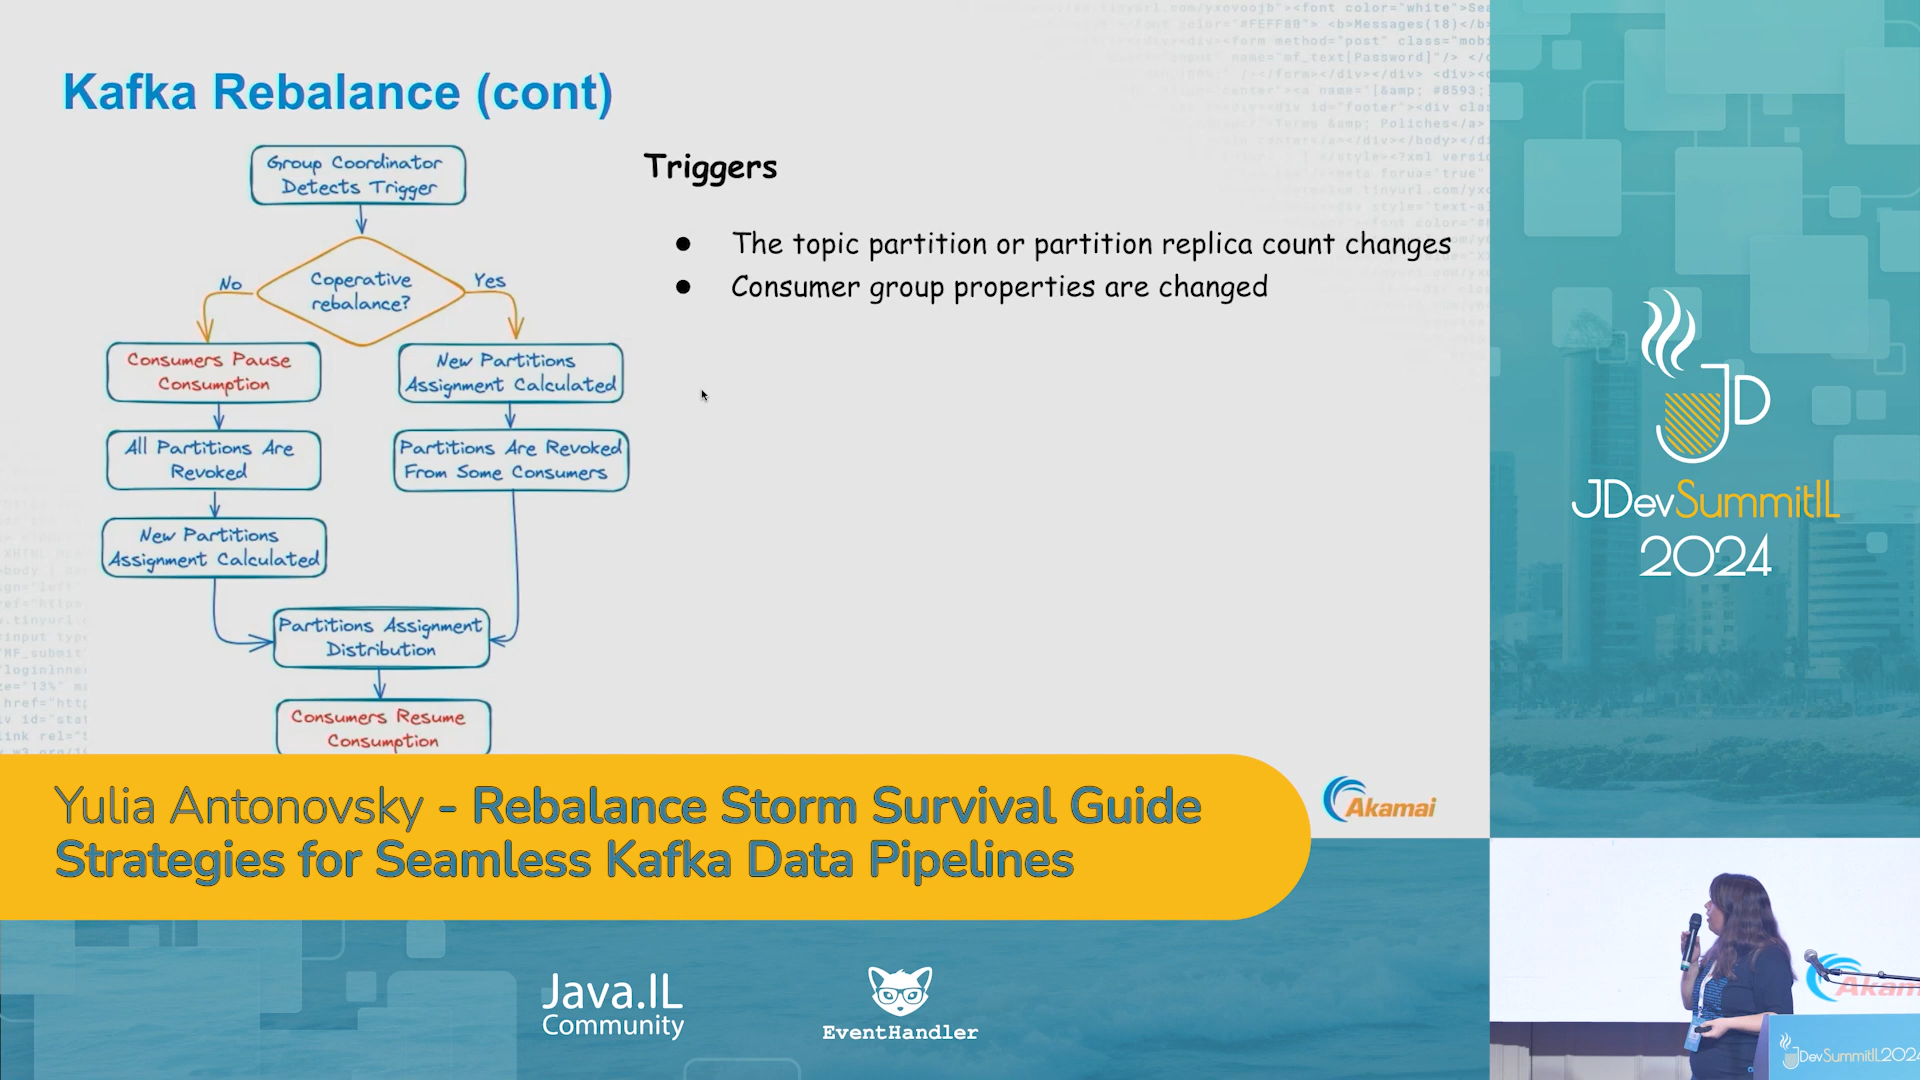 Kafka Rebalance (cont)
Group Coordinator
Detects Trigger
Coperative
rebalance?
No
Yes
Consumers Pause
Consumption
New Partitions
Assignment Calculated
All Partitions Are
Revoked
Partitions Are Revoked
From Some Consumers
New Partitions
Assignment Calculated
Partitions Assignment
Distribution
Consumers Resume
Consumption
Triggers
● The topic partition or partition replica count changes
● Consumer group properties are changed
Akamai
Yulia Antonovsky - Rebalance Storm Survival Guide
Strategies for Seamless Kafka Data Pipelines
Java.IL
Community
EventHandler
JD
JDevSummitIL
2024
Akam
JDevSummitIL2024